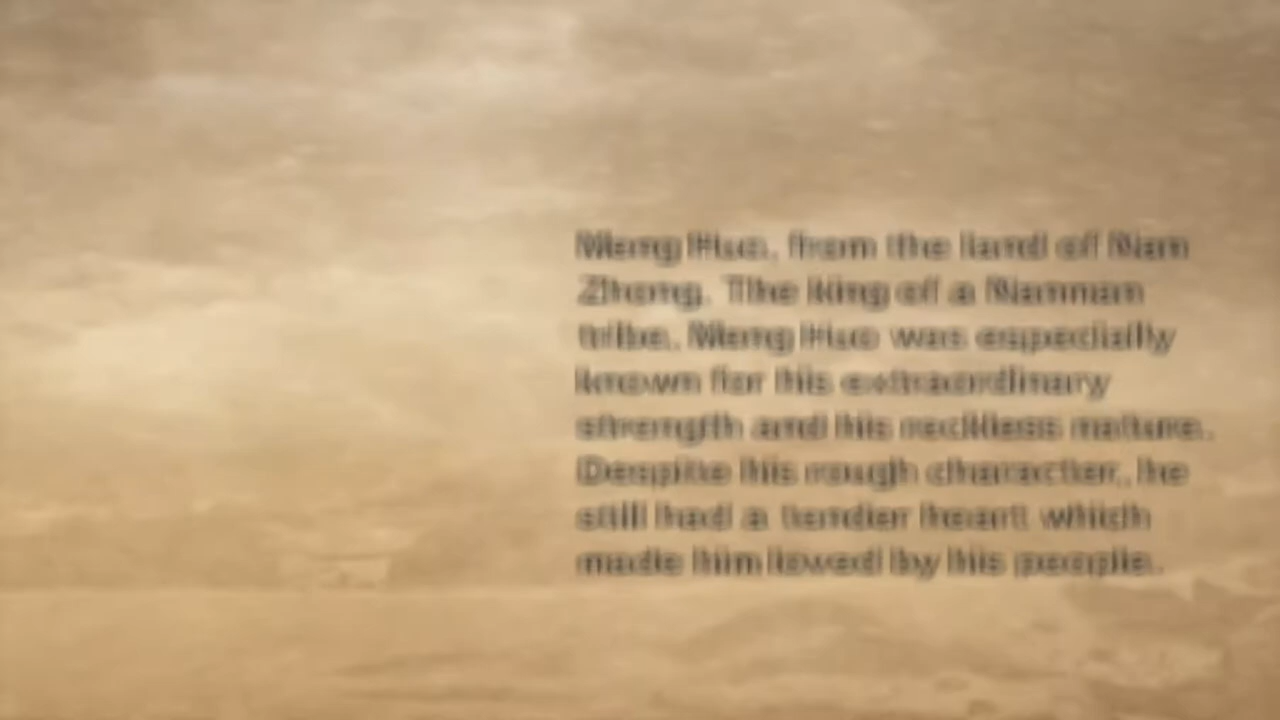 Meng Huo, from the land of Nam
Zhong. The king of a Namnan
tribe. Meng Huo was especially
known for his extraordinary
strength and his reckless nature.
Despite his rough character, he
still had a tender heart which
made him loved by his people.